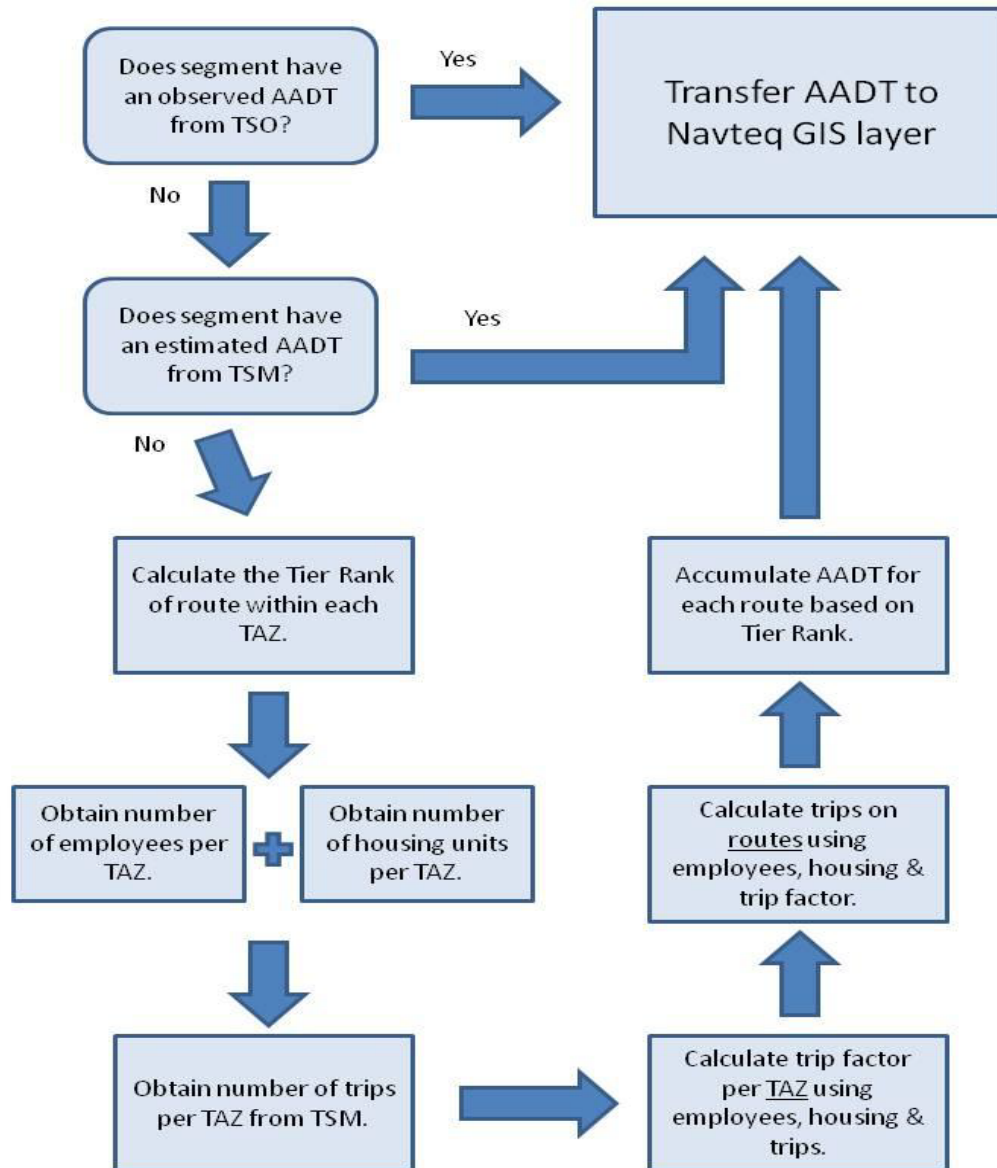 Does segment have
an observed AADT
from TSO?
Yes
Transfer AADT to
Navteq GIS layer
No
Does segment have
an estimated AADT
from TSM?
Yes
No
Calculate the Tier Rank
of route within each
TAZ.
Obtain number
of employees per
TAZ.
Obtain number
of housing units
per TAZ.
Obtain number of trips
per TAZ from TSM.
Calculate trip factor
per TAZ using
employees, housing &
trips.
Calculate trips on
routes using
employees, housing &
trip factor.
Accumulate AADT for
each route based on
Tier Rank.